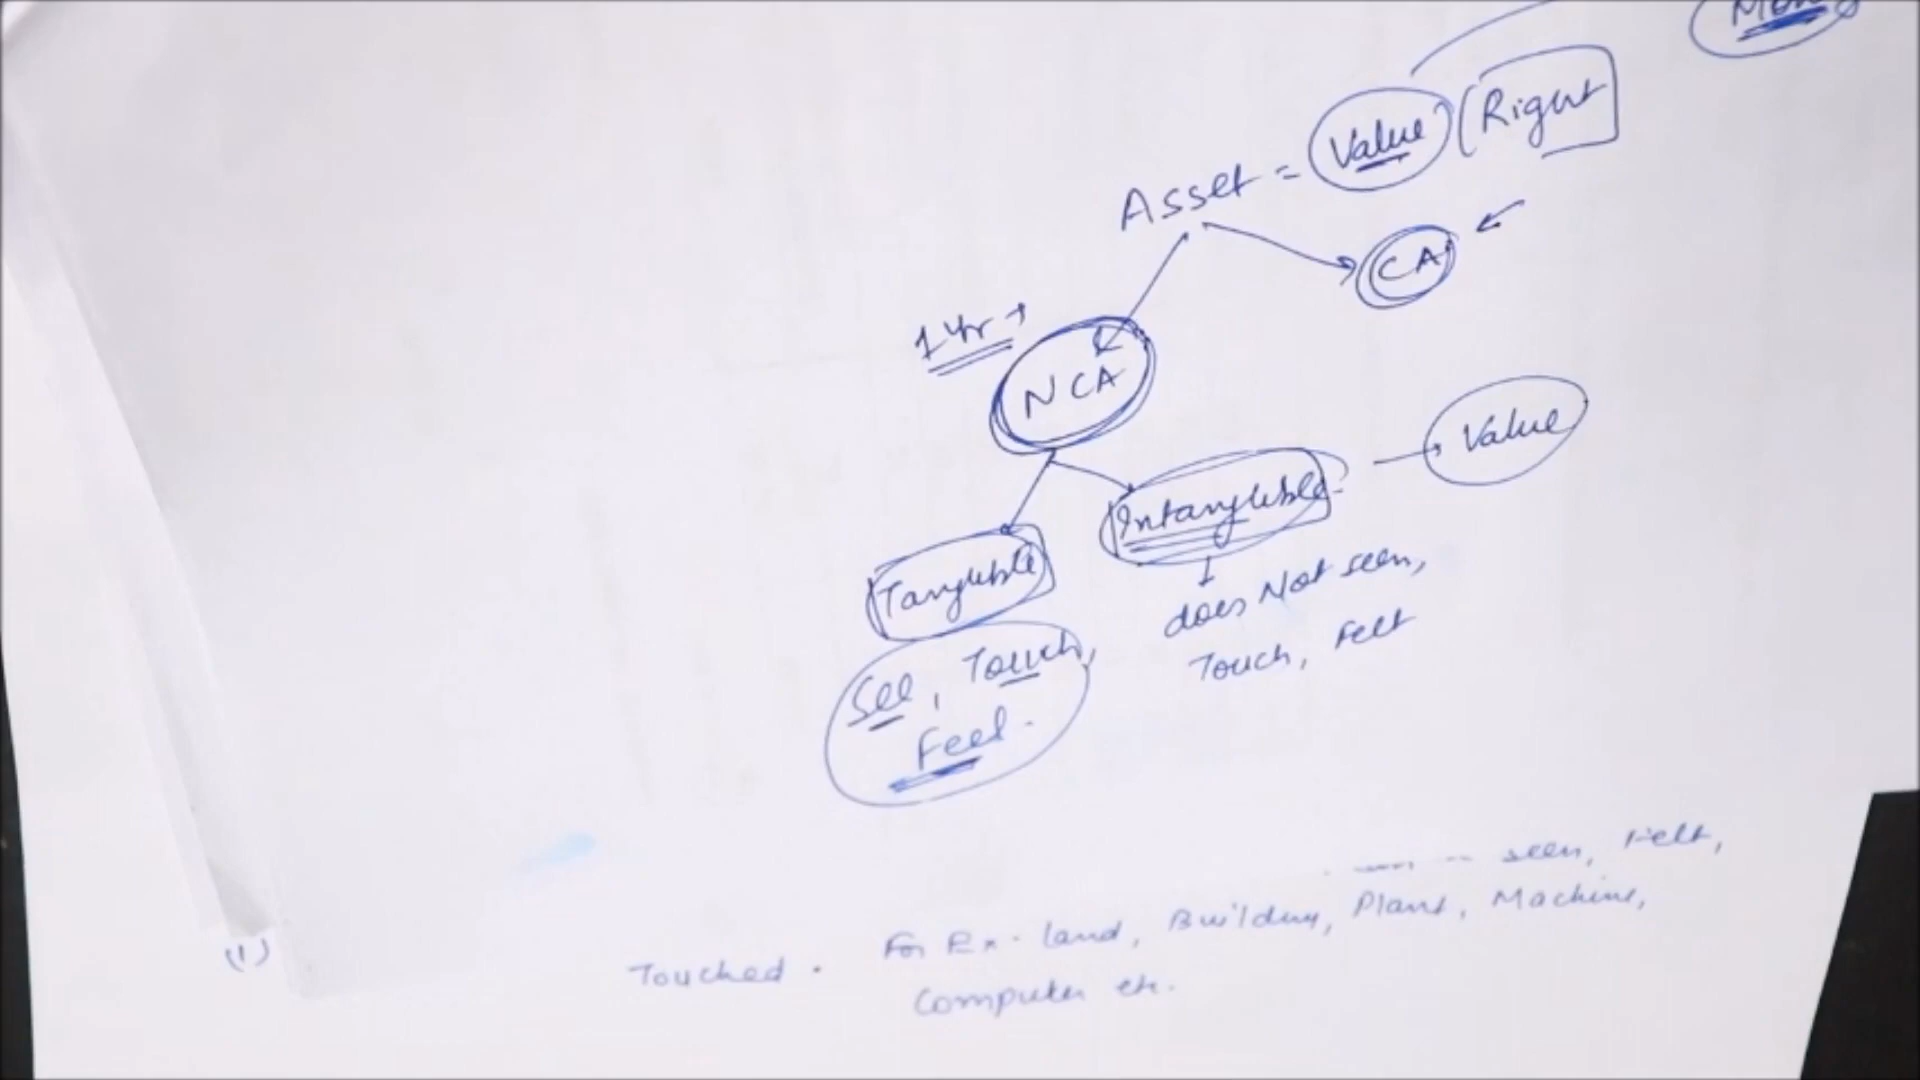 Asset = Value (Right
CA
1 Yr +
NCA
Value
Intangible
Tangible
does Not seen,
Touch, Felt
See, Touch,
Feel.
seen, Felt,
(1)
Touched. For Ex. land, Building, Plant, Machine,
Computer etc.